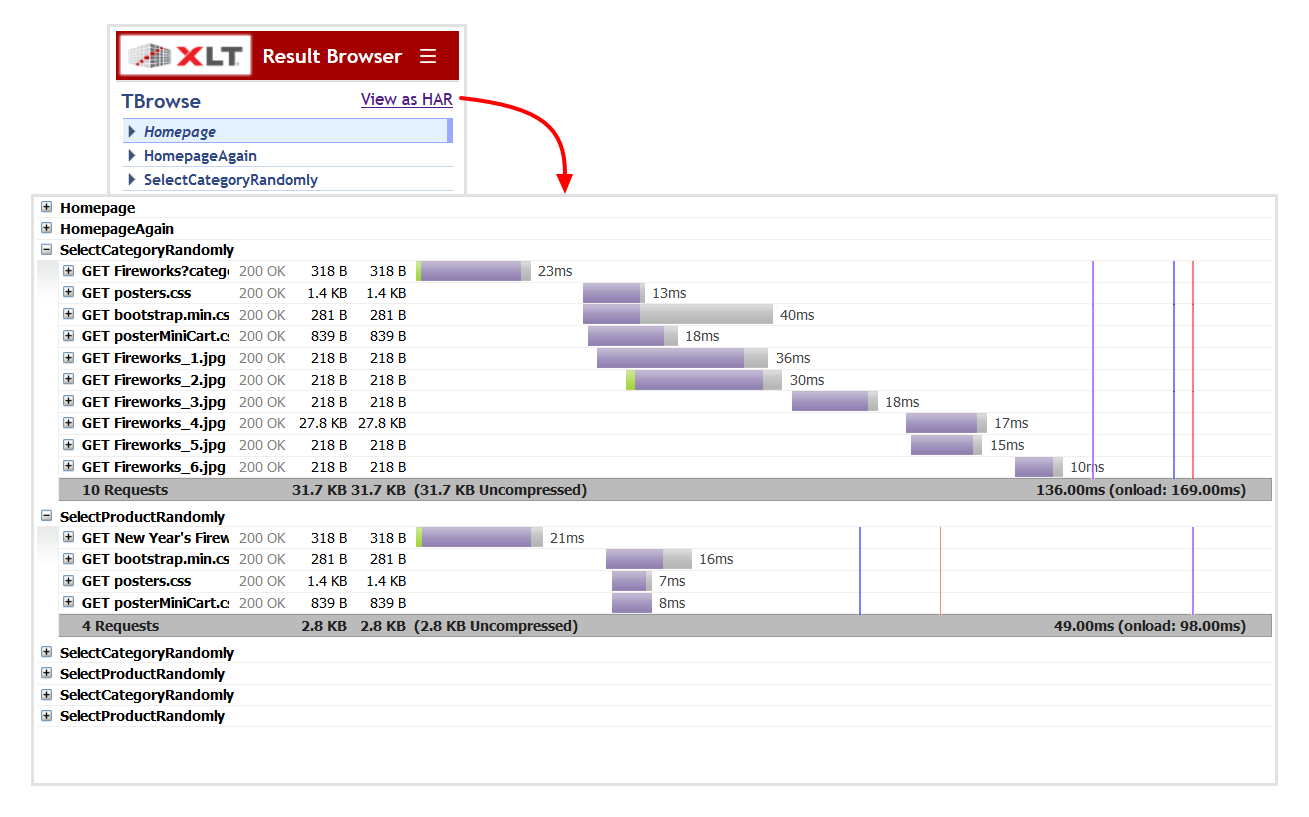 XLT Result Browser
TBrowse View as HAR
Homepage
HomepageAgain
SelectCategoryRandomly
Homepage
HomepageAgain
SelectCategoryRandomly
GET Fireworks?categ 200 OK 318 B 318 B 23ms
GET posters.css 200 OK 1.4 KB 1.4 KB 13ms
GET bootstrap.min.cs 200 OK 281 B 281 B 40ms
GET posterMiniCart.c 200 OK 839 B 839 B 18ms
GET Fireworks_1.jpg 200 OK 218 B 218 B 36ms
GET Fireworks_2.jpg 200 OK 218 B 218 B 30ms
GET Fireworks_3.jpg 200 OK 218 B 218 B 18ms
GET Fireworks_4.jpg 200 OK 27.8 KB 27.8 KB 17ms
GET Fireworks_5.jpg 200 OK 218 B 218 B 15ms
GET Fireworks_6.jpg 200 OK 218 B 218 B 10ms
10 Requests 31.7 KB 31.7 KB (31.7 KB Uncompressed) 136.00ms (onload: 169.00ms)
SelectProductRandomly
GET New Year's Firew 200 OK 318 B 318 B 21ms
GET bootstrap.min.cs 200 OK 281 B 281 B 16ms
GET posters.css 200 OK 1.4 KB 1.4 KB 7ms
GET posterMiniCart.c 200 OK 839 B 839 B 8ms
4 Requests 2.8 KB 2.8 KB (2.8 KB Uncompressed) 49.00ms (onload: 98.00ms)
SelectCategoryRandomly
SelectProductRandomly
SelectCategoryRandomly
SelectProductRandomly